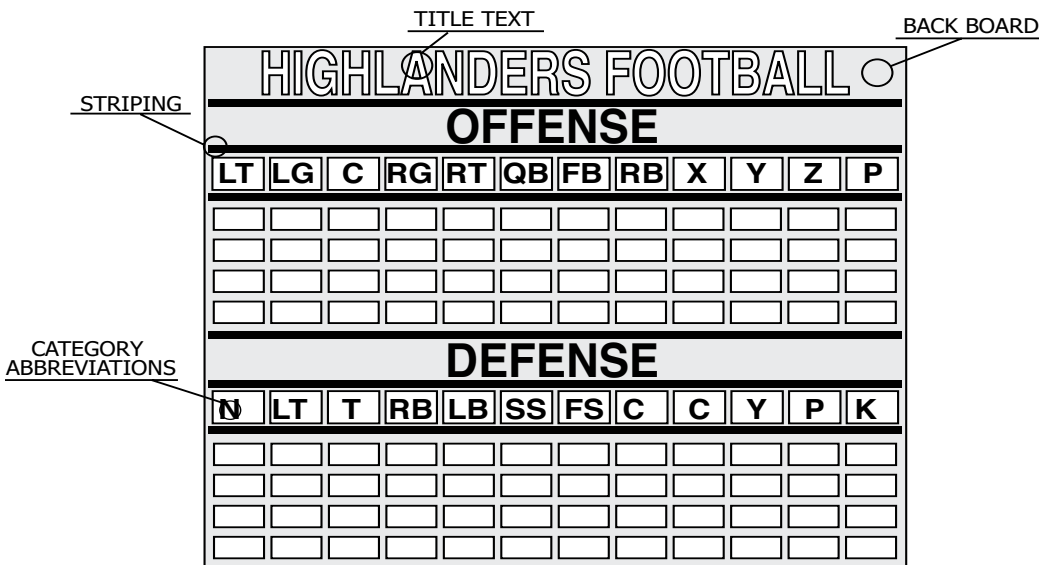 TITLE TEXT
BACK BOARD
HIGHLANDERS FOOTBALL
STRIPING
OFFENSE
LT LG C RG RT QB FB RB X Y Z P
CATEGORY
ABBREVIATIONS
DEFENSE
N LT T RB LB SS FS C C Y P K